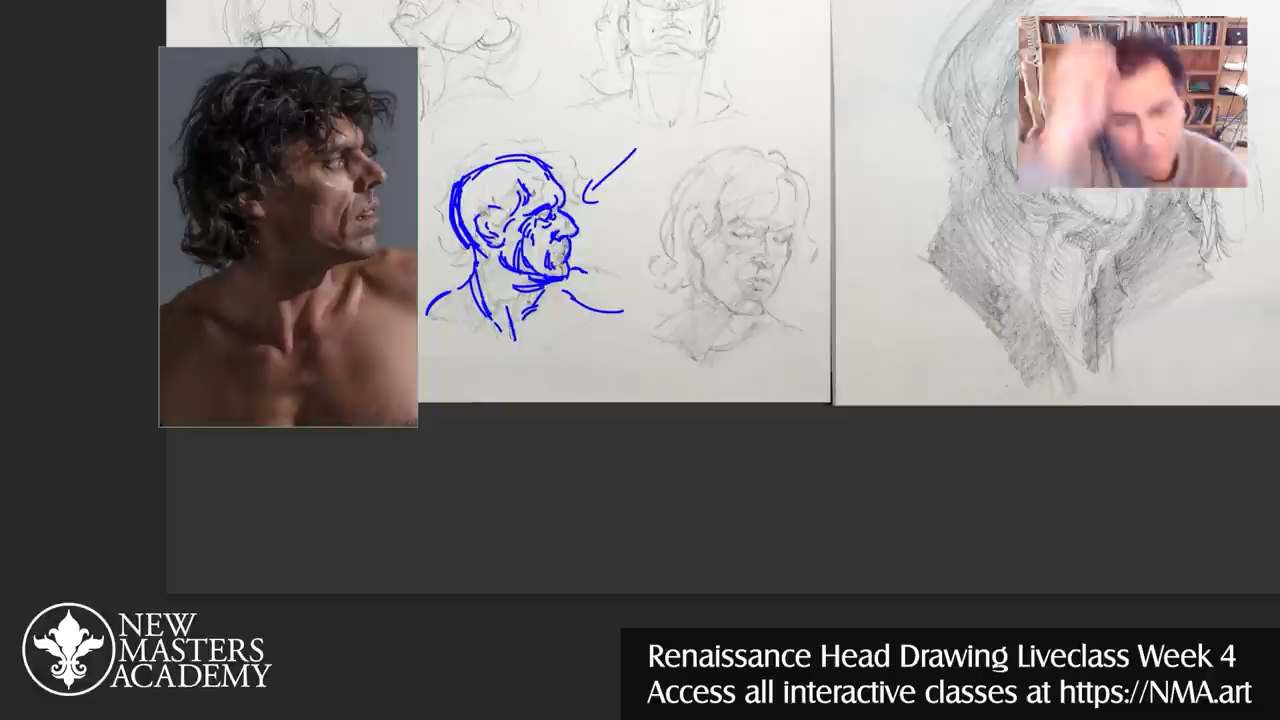 NEW
MASTERS
ACADEMY
Renaissance Head Drawing Liveclass Week 4
Access all interactive classes at https://NMA.art